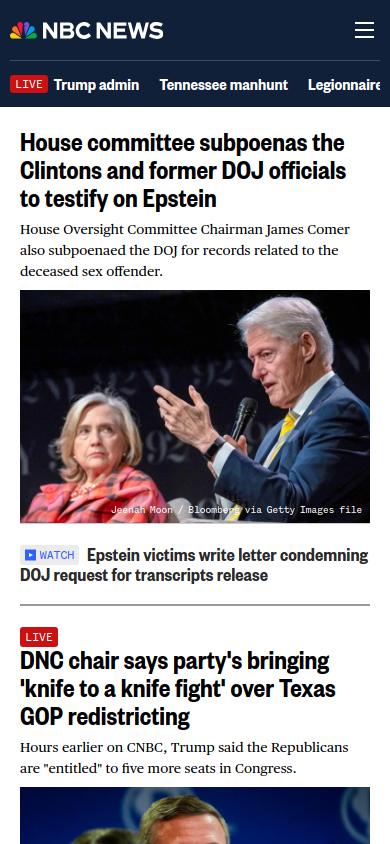 NBC NEWS
LIVE Trump admin Tennessee manhunt Legionnaire
House committee subpoenas the
Clintons and former DOJ officials
to testify on Epstein
House Oversight Committee Chairman James Comer
also subpoenaed the DOJ for records related to the
deceased sex offender.
Jeenah Moon / Bloomberg via Getty Images file
WATCH Epstein victims write letter condemning
DOJ request for transcripts release
LIVE
DNC chair says party's bringing
'knife to a knife fight' over Texas
GOP redistricting
Hours earlier on CNBC, Trump said the Republicans
are "entitled" to five more seats in Congress.